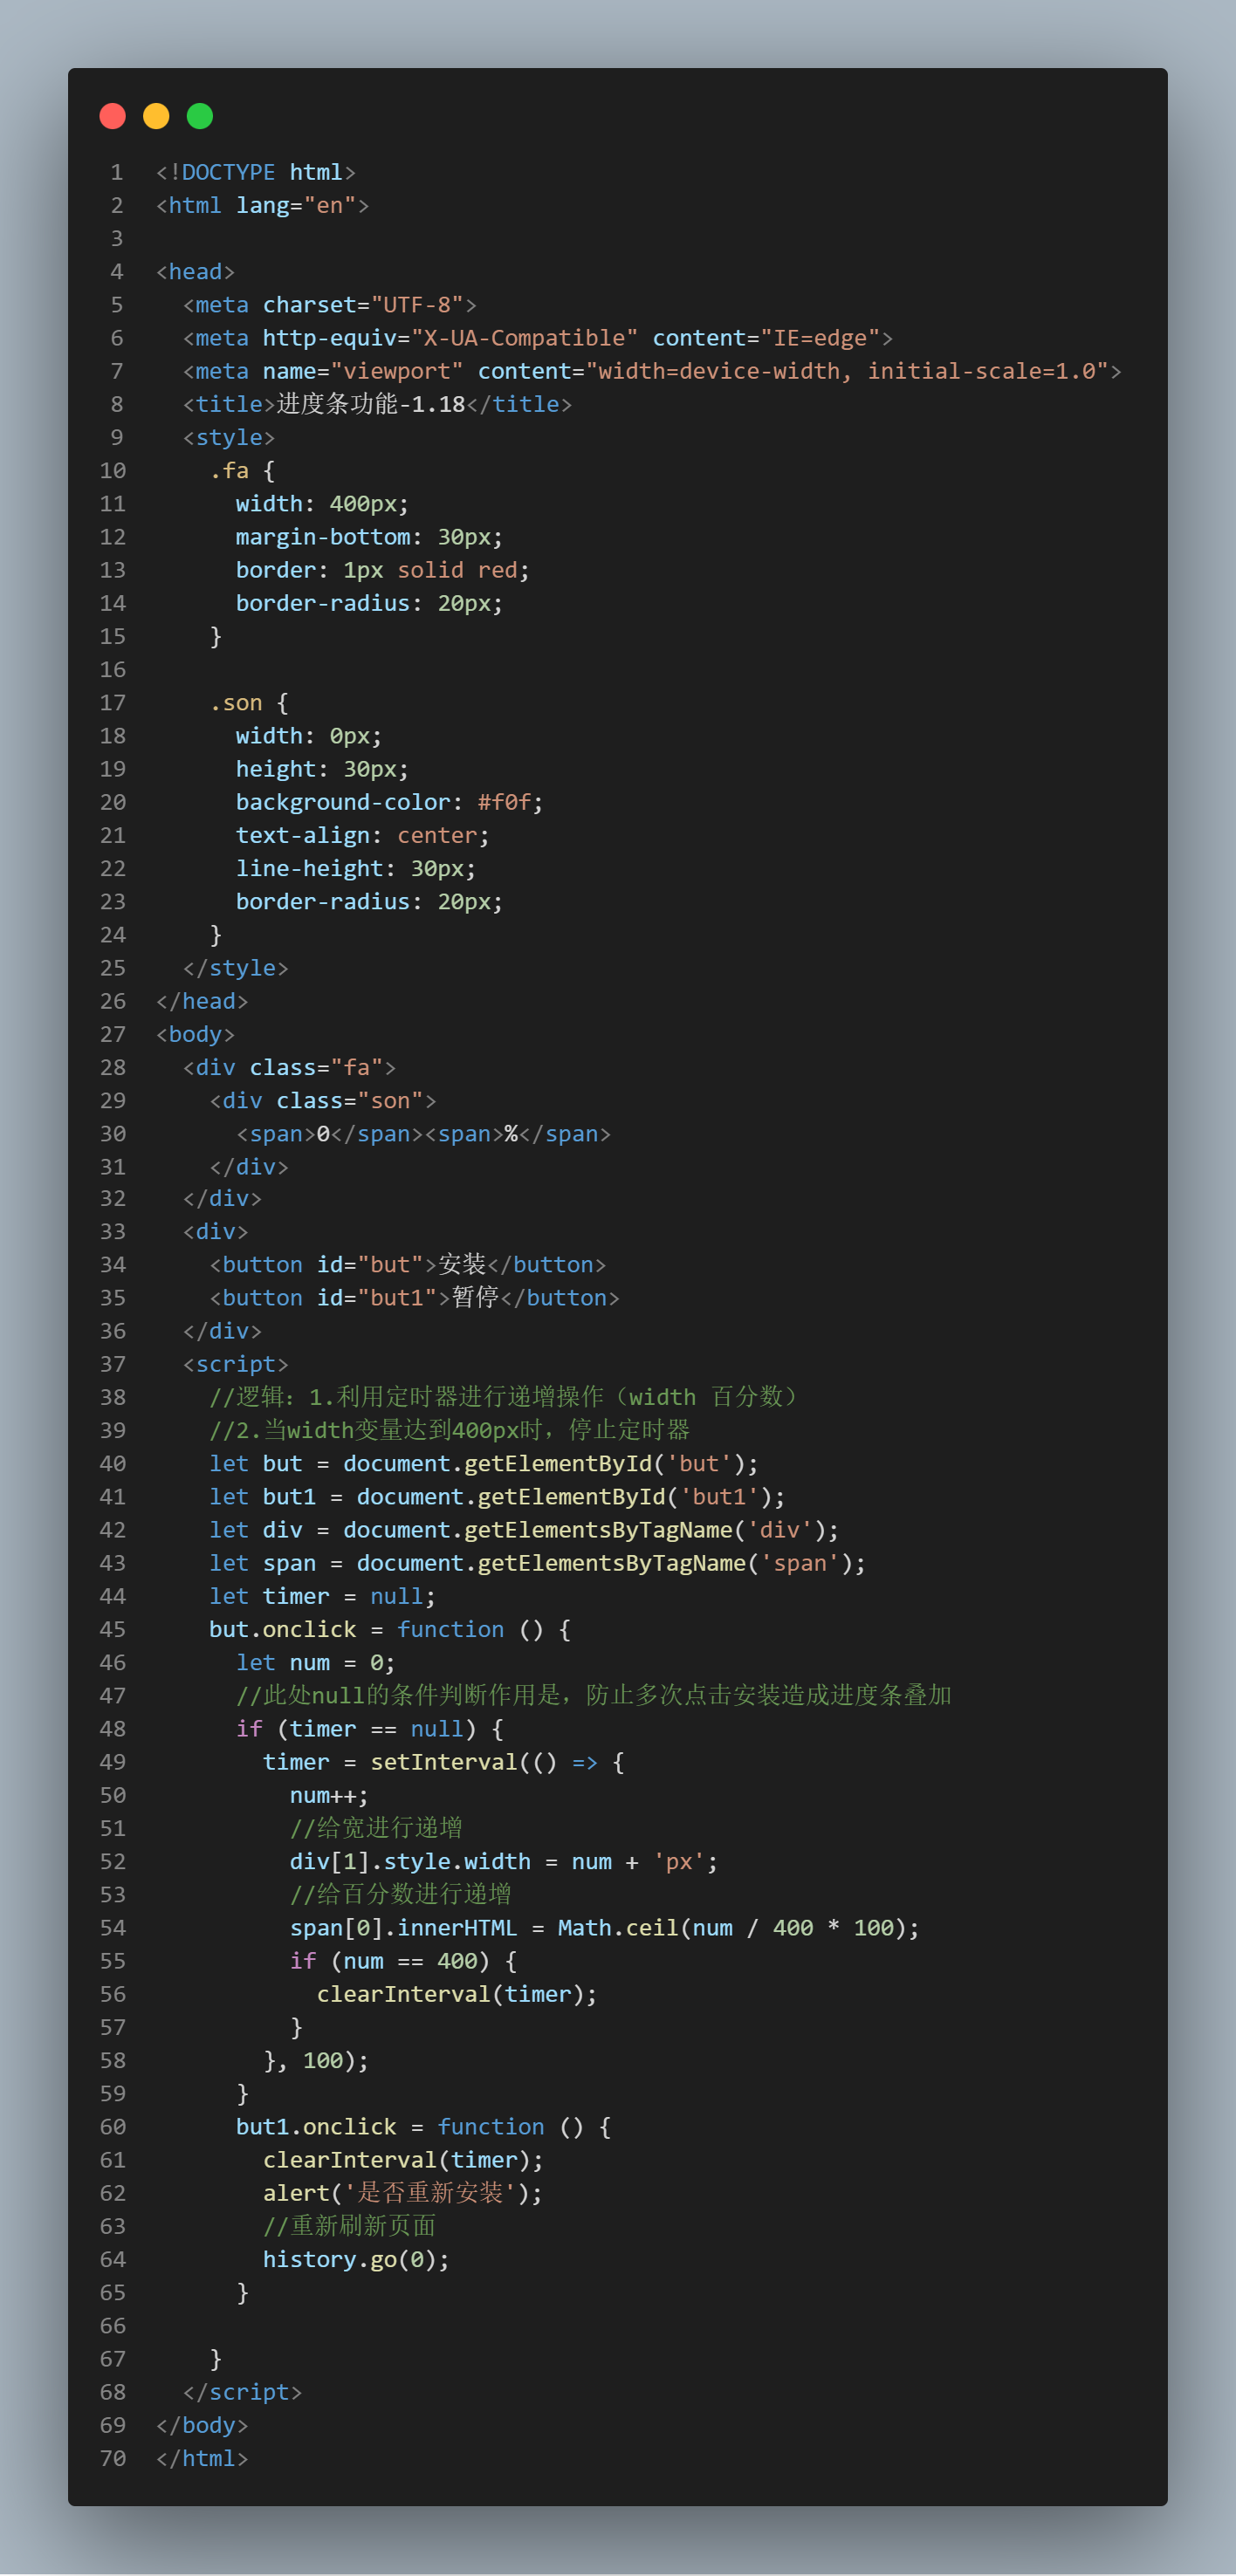 1 <!DOCTYPE html>
2 <html lang="en">
3
4 <head>
5   <meta charset="UTF-8">
6   <meta http-equiv="X-UA-Compatible" content="IE=edge">
7   <meta name="viewport" content="width=device-width, initial-scale=1.0">
8   <title>进度条功能-1.18</title>
9   <style>
10     .fa {
11       width: 400px;
12       margin-bottom: 30px;
13       border: 1px solid red;
14       border-radius: 20px;
15     }
16
17     .son {
18       width: 0px;
19       height: 30px;
20       background-color: #f0f;
21       text-align: center;
22       line-height: 30px;
23       border-radius: 20px;
24     }
25   </style>
26 </head>
27 <body>
28   <div class="fa">
29     <div class="son">
30       <span>0</span><span>%</span>
31     </div>
32   </div>
33   <div>
34     <button id="but">安装</button>
35     <button id="but1">暂停</button>
36   </div>
37   <script>
38     //逻辑：1.利用定时器进行递增操作（width 百分数）
39     //2.当width变量达到400px时，停止定时器
40     let but = document.getElementById('but');
41     let but1 = document.getElementById('but1');
42     let div = document.getElementsByTagName('div');
43     let span = document.getElementsByTagName('span');
44     let timer = null;
45     but.onclick = function () {
46       let num = 0;
47       //此处null的条件判断作用是，防止多次点击安装造成进度条叠加
48       if (timer == null) {
49         timer = setInterval(() => {
50           num++;
51           //给宽进行递增
52           div[1].style.width = num + 'px';
53           //给百分数进行递增
54           span[0].innerHTML = Math.ceil(num / 400 * 100);
55           if (num == 400) {
56             clearInterval(timer);
57           }
58         }, 100);
59       }
60       but1.onclick = function () {
61         clearInterval(timer);
62         alert('是否重新安装');
63         //重新刷新页面
64         history.go(0);
65       }
66
67     }
68   </script>
69 </body>
70 </html>